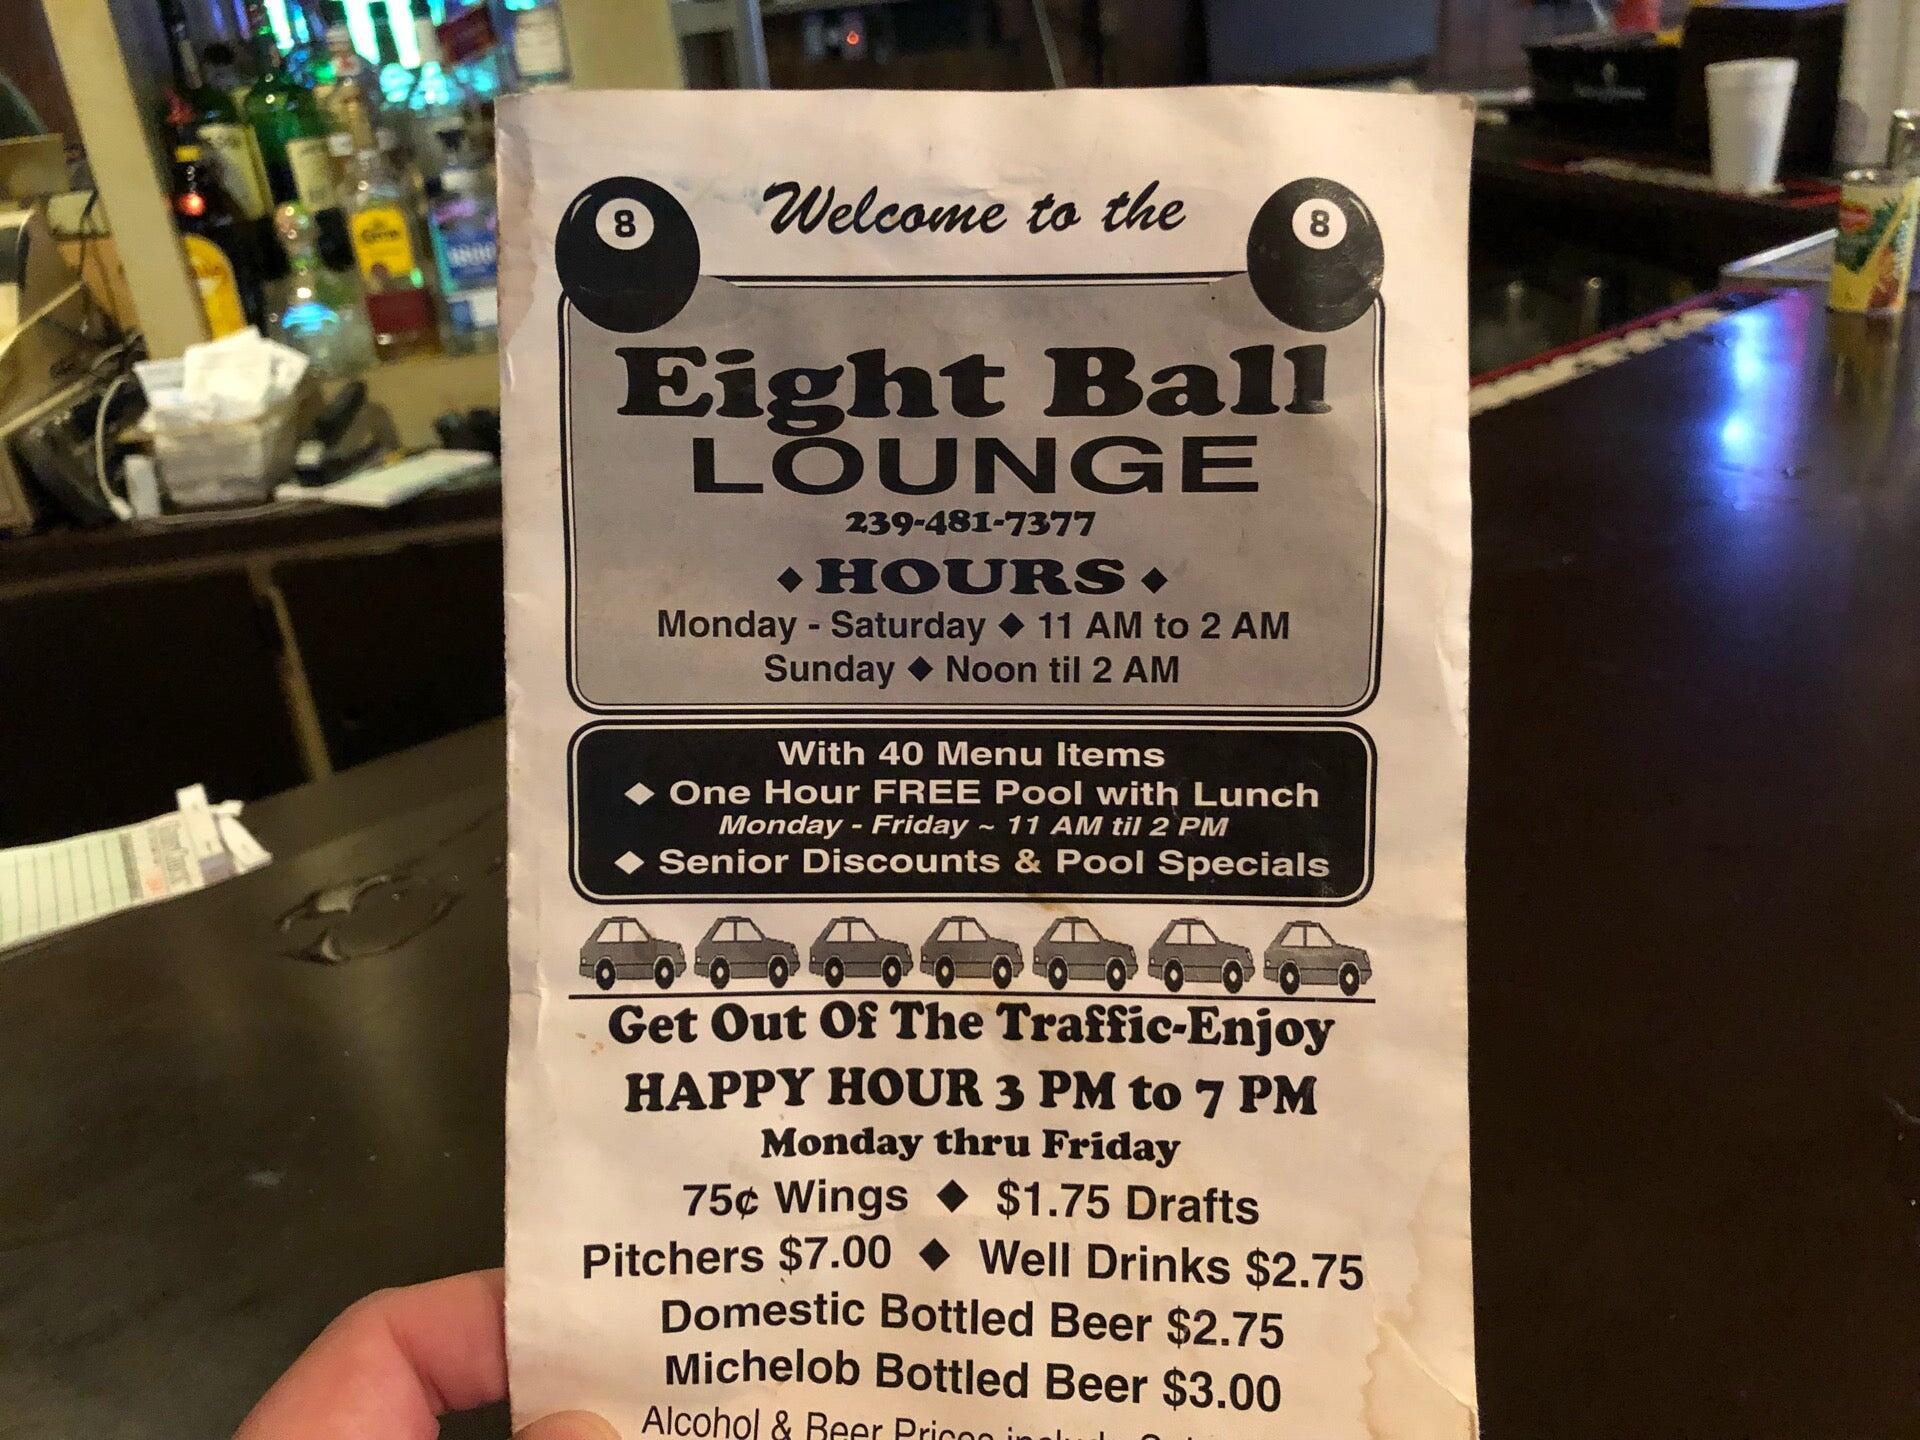 Welcome to the
8 8
Eight Ball
LOUNGE
239-481-7377
◆ HOURS ◆
Monday - Saturday ◆ 11 AM to 2 AM
Sunday ◆ Noon til 2 AM
With 40 Menu Items
◆ One Hour FREE Pool with Lunch
Monday - Friday ~ 11 AM til 2 PM
◆ Senior Discounts & Pool Specials
Get Out Of The Traffic-Enjoy
HAPPY HOUR 3 PM to 7 PM
Monday thru Friday
75¢ Wings ◆ $1.75 Drafts
Pitchers $7.00 ◆ Well Drinks $2.75
Domestic Bottled Beer $2.75
Michelob Bottled Beer $3.00
Alcohol & Beer Prices include